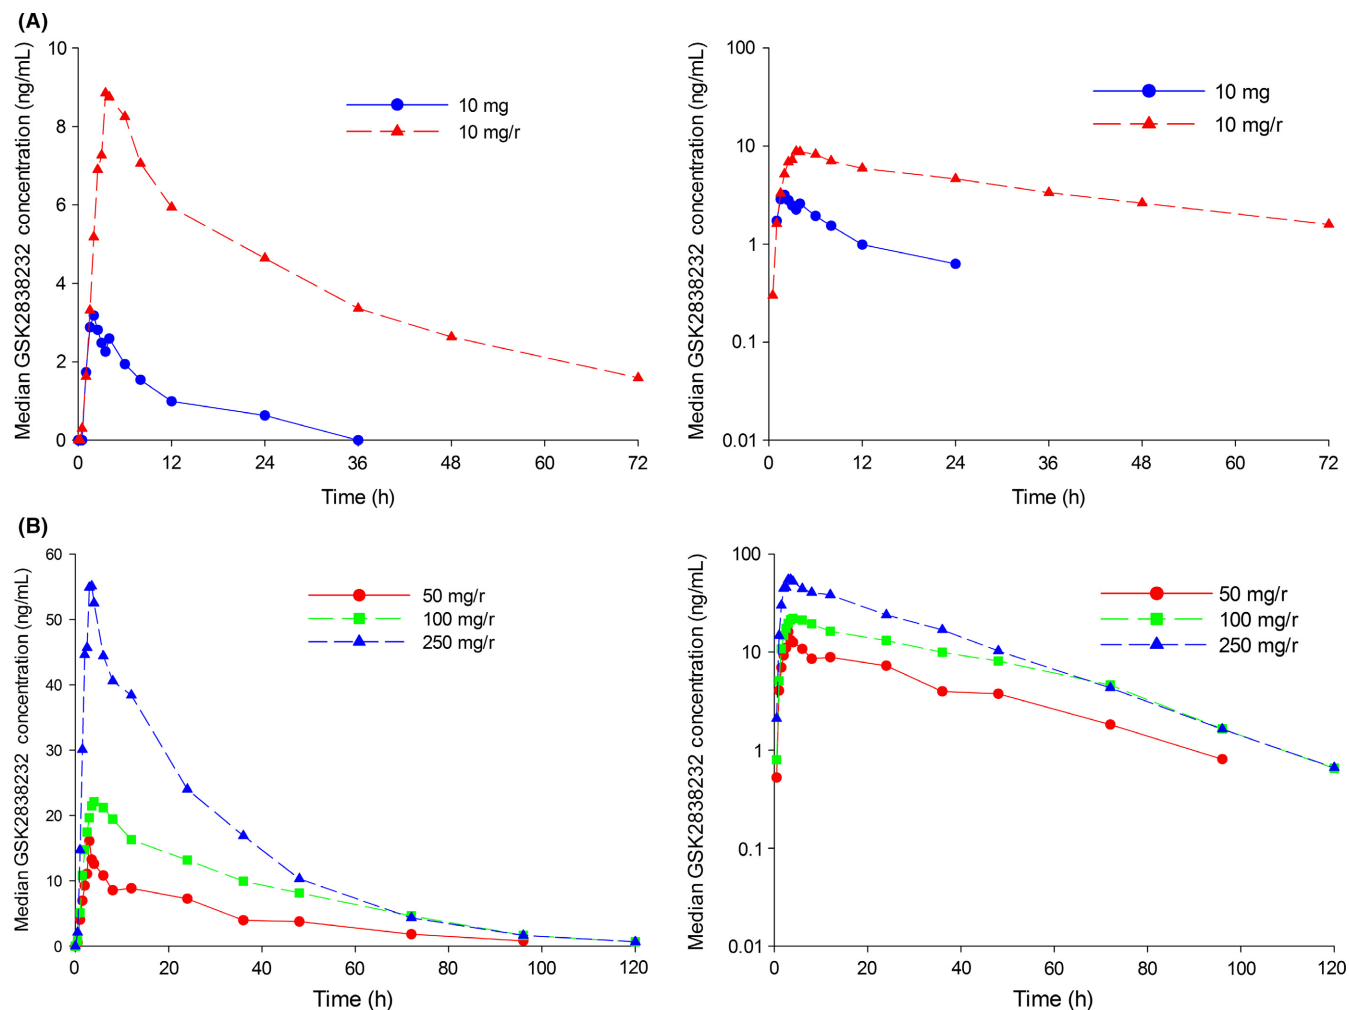 (A)
Median GSK2838232 concentration (ng/mL)
10
8
6
4
2
0
0 12 24 36 48 60 72
Time (h)
10 mg
10 mg/r
Median GSK2838232 concentration (ng/mL)
100
10
1
0.1
0.01
0 12 24 36 48 60 72
Time (h)
10 mg
10 mg/r
(B)
Median GSK2838232 concentration (ng/mL)
60
50
40
30
20
10
0
0 20 40 60 80 100 120
Time (h)
50 mg/r
100 mg/r
250 mg/r
Median GSK2838232 concentration (ng/mL)
100
10
1
0.1
0.01
0 20 40 60 80 100 120
Time (h)
50 mg/r
100 mg/r
250 mg/r